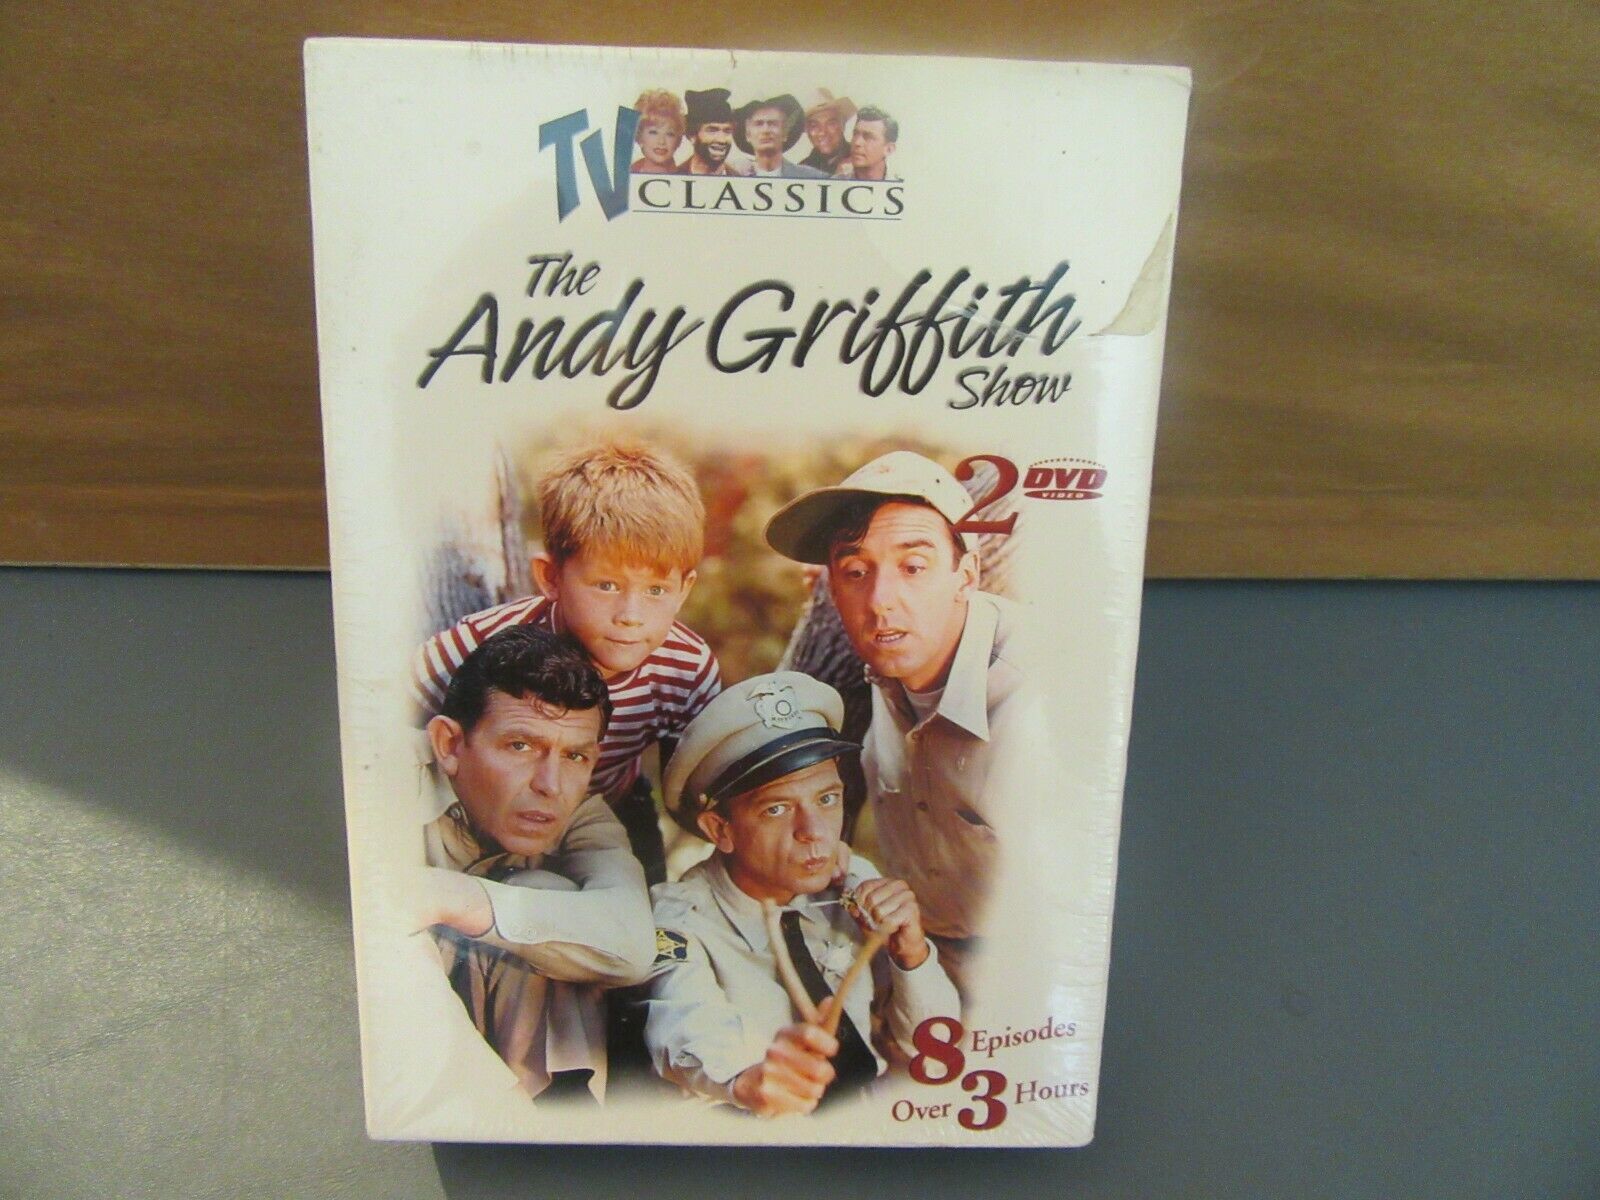 TV
CLASSICS
The
Andy Griffith
Show
2 DVD
VIDEO
8 Episodes
Over 3 Hours